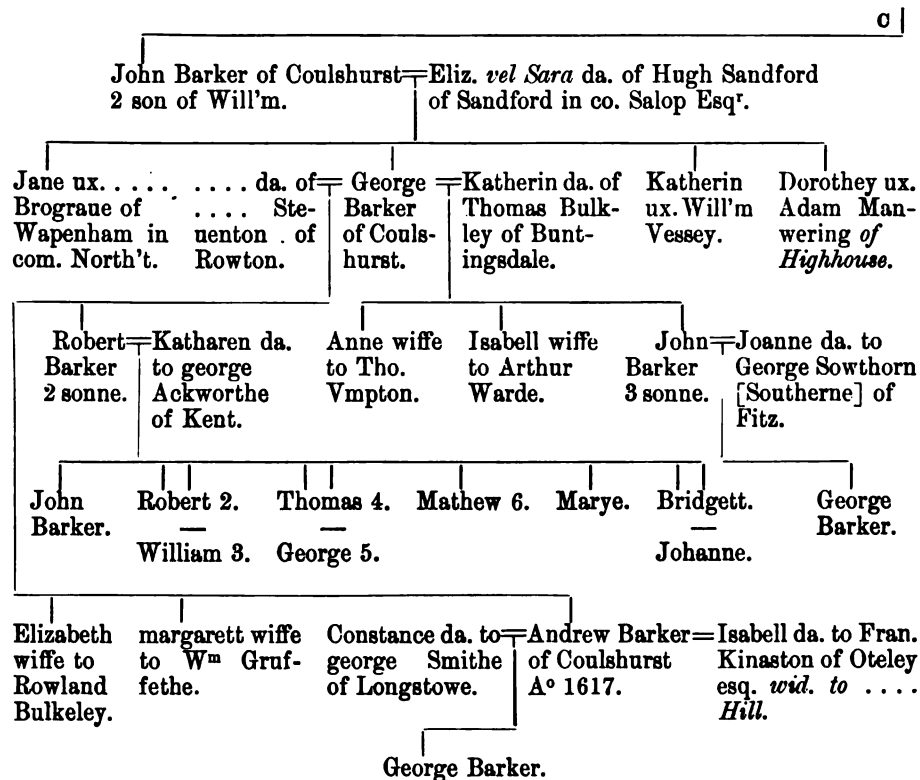 C
John Barker of Coulshurst
2 son of Will'm.
Eliz. vel Sara da. of Hugh Sandford
of Sandford in co. Salop Esqʳ.
Jane ux. . . . . .
Brograue of
Wapenham in
com. North't.
. . . . da. of
. . . . Ste-
uenton . of
Rowton.
George
Barker
of Couls-
hurst.
Katherin da. of
Thomas Bulk-
ley of Bunt-
ingsdale.
Katherin
ux. Will'm
Vessey.
Dorothey ux.
Adam Man-
wering of
Highhouse.
Robert
Barker
2 sonne.
Katharen da.
to george
Ackworthe
of Kent.
Anne wiffe
to Tho.
Vmpton.
Isabell wiffe
to Arthur
Warde.
John
Barker
3 sonne.
Joanne da. to
George Sowthorn
[Southerne] of
Fitz.
John
Barker.
Robert 2.
William 3.
Thomas 4.
George 5.
Mathew 6.
Marye.
Bridgett.
Johanne.
George
Barker.
Elizabeth
wiffe to
Rowland
Bulkeley.
margarett wiffe
to Wᵐ Gruf-
fethe.
Constance da. to
george Smithe
of Longstowe.
Andrew Barker
of Coulshurst
Aº 1617.
Isabell da. to Fran.
Kinaston of Oteley
esq. wid. to . . . .
Hill.
George Barker.